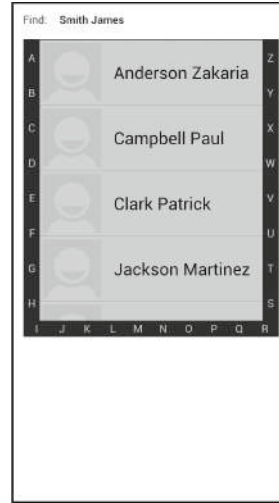 Find: Smith James
A Z
Anderson Zakaria
B Y
C X
Campbell Paul
D W
E V
Clark Patrick
F U
G T
Jackson Martinez
H S
I J K L M N O P Q R